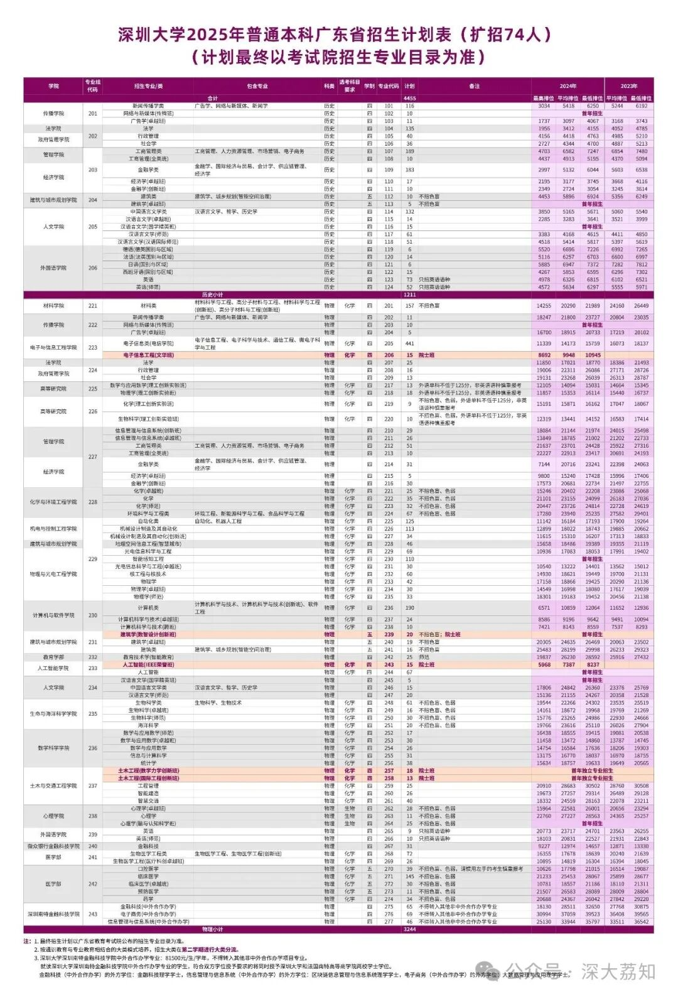 深圳大学2025年普通本科广东省招生计划表（扩招74人）
（计划最终以考试院招生专业目录为准）
学院 专业组代码 招生专业/类 包含专业 科类 选考科目要求 学制 专业代码 计划 备注 2024年 2023年
合计 4455 最高排位 平均排位 最低排位 平均排位 最低排位
传播学院 201 新闻传播学类 广告学、网络与新媒体、新闻学 历史 四 101 116 3034 5418 6250 5244 6192
网络与新媒体(传腾班) 历史 四 102 10 首年招生
广告学(卓越班) 历史 四 103 11 1737 3097 4067 3168 3743
法学院 202 法学 历史 四 104 135 1956 3412 4155 4052 4785
政府管理学院 行政管理 历史 四 105 40 4156 4418 4763 4985 5210
社会学 历史 四 106 36 2727 4344 4700 4887 5213
管理学院 203 工商管理类 工商管理、人力资源管理、市场营销、电子商务 历史 四 107 189 4703 6582 7247 6854 7480
工商管理(全英班) 历史 四 108 10 4437 4913 5195 4370 5094
经济学院 金融学类 金融学、国际经济与贸易、会计学、供应链管理、经济学 历史 四 109 183 2997 5132 6044 5603 6538
经济学(卓越班) 历史 四 110 17 2195 3177 3745 3668 4116
金融学(创新班) 历史 四 111 10 2349 2724 3054 3245 3614
建筑与城市规划学院 204 建筑类 建筑学、城乡规划(智能空间治理) 历史 五 112 10 不招色盲 4453 5896 6924 5356 6249
建筑学(卓越班) 历史 五 113 5 不招色盲 首年招生
人文学院 205 中国语言文学类 汉语言文学、哲学、历史学 历史 四 114 132 3850 5165 5671 5060 5540
汉语言文学(卓越班) 历史 四 115 14 2285 3283 3641 3521 3999
汉语言文学(国学精英班) 历史 四 116 15 首年招生
汉语言文学(师范) 历史 四 117 61 3383 4168 4615 4411 4850
汉语言文学(汉语国际师范) 历史 四 118 51 4518 5414 5817 5397 5619
外国语学院 206 德语(德英国别与区域) 历史 四 119 6 5520 6696 7226 6992 7265
法语(法英国别与区域) 历史 四 120 14 5116 6257 6703 6600 6997
日语(国别与区域) 历史 四 121 6 5885 6947 7372 7282 7812
西班牙语(国别与区域) 历史 四 122 15 4267 5853 6595 6296 7302
英语 历史 四 123 73 只招英语语种 4978 6326 6815 6102 6521
英语(师范) 历史 四 124 52 只招英语语种 4572 5634 6297 5555 5971
历史小计 1211
材料学院 221 材料类 材料科学与工程、高分子材料与工程、材料科学与工程(创新班)、高分子材料与工程(创新班) 物理 化学 四 201 157 不招色盲 14255 20290 21989 24160 26449
传播学院 222 新闻传播学类 广告学、网络与新媒体、新闻学 物理 四 202 11 18247 21800 23727 20804 23035
网络与新媒体(传腾班) 物理 四 203 10 首年招生
广告学(卓越班) 物理 四 204 5 16700 18915 20733 17219 20102
电子与信息工程学院 223 电子信息类(电信学院) 电子信息工程、电子科学与技术、通信工程、微电子科学与工程 物理 化学 四 205 441 11339 14173 15759 16073 18137
电子信息工程(文华班) 物理 化学 四 206 15 院士班 8692 9948 10945
法学院 224 法学 物理 四 207 25 11850 17021 18770 18386 21493
政府管理学院 行政管理 物理 四 208 16 19006 22311 26086 27171 28726
社会学 物理 四 209 13 19131 23268 26039 26313 28787
高等研究院 225 数学与应用数学(理工创新实验班) 物理 化学 四 217 13 外语单科不低于125分，非英语语种慎重报考 12105 14094 15031 14664 15345
物理学(理工创新实验班) 物理 化学 四 218 18 外语单科不低于125分，非英语语种慎重报考 11857 15353 16114 15440 16737
高等研究院 226 化学(理工创新实验班) 物理 化学 四 219 9 不招色盲、色弱，外语单科不低于125分，非英语语种慎重报考 15191 15871 16162 17047 18067
生物科学(理工创新实验班) 物理 化学 四 220 10 不招色盲、色弱，外语单科不低于125分，非英语语种慎重报考 12319 13441 14152 16583 17414
管理学院 227 信息管理与信息系统(创新班) 物理 四 210 29 18084 21144 21974 24015 25498
信息管理与信息系统(卓越班) 物理 四 211 26 13849 18785 21002 21202 22733
工商管理类 工商管理、人力资源管理、市场营销、电子商务 物理 四 212 51 21637 23701 24428 25922 27316
工商管理(全英班) 物理 四 213 10 22227 22913 23417 20691 24193
经济学院 金融学类 金融学、国际经济与贸易、会计学、供应链管理、经济学 物理 四 214 31 7144 20716 23241 22398 24063
经济学(卓越班) 物理 四 215 5 9800 15240 17428 15996 17406
金融学(创新班) 物理 四 216 30 17573 20681 22734 21497 22755
化学与环境工程学院 228 化学(卓越班) 物理 化学 四 221 25 不招色盲、色弱 15246 20402 22208 23086 25068
化学 物理 化学 四 222 35 不招色盲、色弱 21101 23155 24099 26183 27036
化学(师范) 物理 化学 四 223 32 不招色盲、色弱 20447 23726 24814 22728 24619
环境科学与工程类 环境工程、新能源科学与工程、食品科学与工程 物理 化学 四 224 67 不招色盲、色弱 17280 23940 25235 27582 29401
机电与控制工程学院 229 自动化类 自动化、机器人工程 物理 化学 四 225 125 11142 16184 17193 17900 19264
机械设计制造及其自动化 物理 化学 四 226 113 12899 18022 18743 19885 20662
机械设计制造及其自动化(创新班) 物理 化学 四 227 34 11615 15310 16207 17313 18833
建筑与城市规划学院 地理空间信息工程(智慧城市) 物理 化学 四 228 46 15658 18486 19389 19355 21119
物理与光电工程学院 光电信息科学与工程 物理 化学 四 229 69 10936 17083 18053 17991 19402
智能感知工程 物理 化学 四 230 110 首年招生
光电信息科学与工程(卓越班) 物理 化学 四 231 30 10540 13222 14401 13562 15012
核工程与核技术 物理 化学 四 232 60 14930 18621 19449 19700 21131
物理学 物理 化学 四 233 42 17158 18866 19425 20291 21136
物理学(卓越班) 物理 化学 四 234 30 14549 16998 18080 17617 19039
物理学(师范) 物理 化学 四 235 33 18301 19183 19452 20456 21138
计算机与软件学院 230 计算机类 计算机科学与技术、计算机科学与技术(创新班)、软件工程 物理 化学 四 236 190 6571 10859 12064 11652 12936
计算机科学与技术(卓越班) 物理 化学 四 237 24 8586 9196 9642 9491 10094
计算机科学与技术(腾班) 物理 化学 四 238 10 7421 8143 8559 7537 8293
建筑与城市规划学院 231 建筑学(数智设计创新班) 物理 五 239 20 不招色盲；院士班 首年招生
建筑学(卓越班) 物理 五 240 19 不招色盲 20305 24635 26469 20063 23502
建筑类 建筑学、城乡规划(智能空间治理) 物理 五 241 16 不招色盲 25483 28199 29998 26233 29323
教育学部 232 教育技术学(智能教育) 物理 四 242 25 师范 19837 26230 28592 25916 27432
人工智能学院 233 人工智能(IEEE荣誉班) 物理 化学 四 243 15 院士班 5968 7387 8237
人工智能 物理 化学 四 244 67 首年招生
人文学院 234 汉语言文学(国学精英班) 物理 四 245 5 首年招生
中国语言文学类 汉语言文学、哲学、历史学 物理 四 246 15 17806 24842 26360 23376 25769
汉语言文学(师范) 物理 四 247 20 15136 21155 24267 20358 21528
生命与海洋科学学院 235 生物科学类 生物科学、生物技术 物理 化学 四 248 61 不招色盲、色弱 19544 22266 24302 23535 25519
生物科学(卓越班) 物理 化学 四 249 16 不招色盲、色弱 14161 18672 19968 19769 21269
生物科学(师范) 物理 化学 四 250 30 不招色盲、色弱 15776 23265 24986 22930 24666
海洋科学 物理 化学 四 251 20 不招色盲、色弱 19766 23616 25110 26026 27904
数学科学学院 236 数学与应用数学(师范) 物理 化学 四 252 17 16438 18555 19415 19081 20538
数学与应用数学(卓越班) 物理 化学 四 253 30 11458 13472 14860 13787 14745
数学与应用数学 物理 化学 四 254 26 14754 16584 17636 18206 19303
信息与计算科学 物理 化学 四 255 31 13175 16770 18037 16970 18755
统计学 物理 化学 四 256 38 15634 18757 19633 19649 20565
土木与交通工程学院 237 土木工程(数学力学创新班) 物理 化学 四 257 18 院士班 首年独立专业招生
土木工程(国际工程创新班) 物理 化学 四 258 13 院士班 首年独立专业招生
工程管理 物理 化学 四 259 25 20910 28683 30502 28760 30508
智能建造 物理 化学 四 260 26 19673 27257 29314 26489 29128
智慧交通 物理 化学 四 261 40 18332 24559 28163 22078 23211
心理学院 238 心理学(卓越班) 物理 生物 四 262 28 不招色盲、色弱 15964 22581 26001 20656 23294
心理学 物理 生物 四 263 11 不招色盲、色弱 22760 27227 28563 24365 25257
心理学(脑与认知科学班) 物理 生物 四 264 25 不招色盲、色弱 首年招生
外国语学院 239 英语 物理 四 265 9 只招英语语种 20773 23717 24701 23563 26255
英语(师范) 物理 四 266 10 只招英语语种 18103 20831 22527 21931 22843
微众银行金融科技学院 240 金融科技 物理 四 267 31 9227 12974 14657 12871 13330
医学部 241 生物医学工程类 生物医学工程、生物医学工程(创新班) 物理 化学 四 268 72 16355 17678 18639 20240 21639
生物医学工程(医疗科创卓越班) 物理 化学 四 269 26 10895 14819 16304 16394 18045
医学部 242 口腔医学 物理 化学 五 270 39 不招色盲、色弱，请惯用左手的考生慎重报考 10626 17798 21015 16514 19087
临床医学 物理 化学 五 271 145 不招色盲、色弱 21233 25453 28067 25899 28677
临床医学(卓越班) 物理 化学 五 272 30 不招色盲、色弱 10781 18557 21186 18110 21311
预防医学 物理 化学 五 273 11 不招色盲、色弱 21507 26583 28089 28009 28804
药学 物理 化学 四 274 34 不招色盲、色弱 20688 24367 26042 27842 29220
深圳南特金融科技学院 243 金融科技(中外合作办学) 物理 四 275 65 不得转入其他非中外合作办学专业 18130 28511 32650 27768 30875
电子商务(中外合作办学) 物理 四 276 69 不得转入其他非中外合作办学专业 30994 37059 39523 36408 39565
信息管理与信息系统(中外合作办学) 物理 四 277 46 不得转入其他非中外合作办学专业 25130 33944 35797 33511 36542
物理小计 3244
注：1. 最终招生计划以广东省教育考试院公布的招生专业目录为准。
2. 按通识教育与专业教育相结合的大类模式培养，招生大类在第二学期进行大类分流。
3. 深圳大学深圳南特金融科技学院中外合作办学专业：81500元/生/学年，不得转入其他非中外合作办学项目专业。
就读深圳大学深圳南特金融科技学院中外合作办学专业的学生，符合双方学位授予要求的将同时授予深圳大学和法国南特高等商学院两校学士学位。
金融科技（中外合作办学）的外方学位：金融科技理学学士，信息管理与信息系统（中外合作办学）的外方学位：区块链信息管理与信息系统理学学士，电子商务（中外合作办学）的外方学位：大数据管理与应用理学学士。
公众号 · 深大荔知